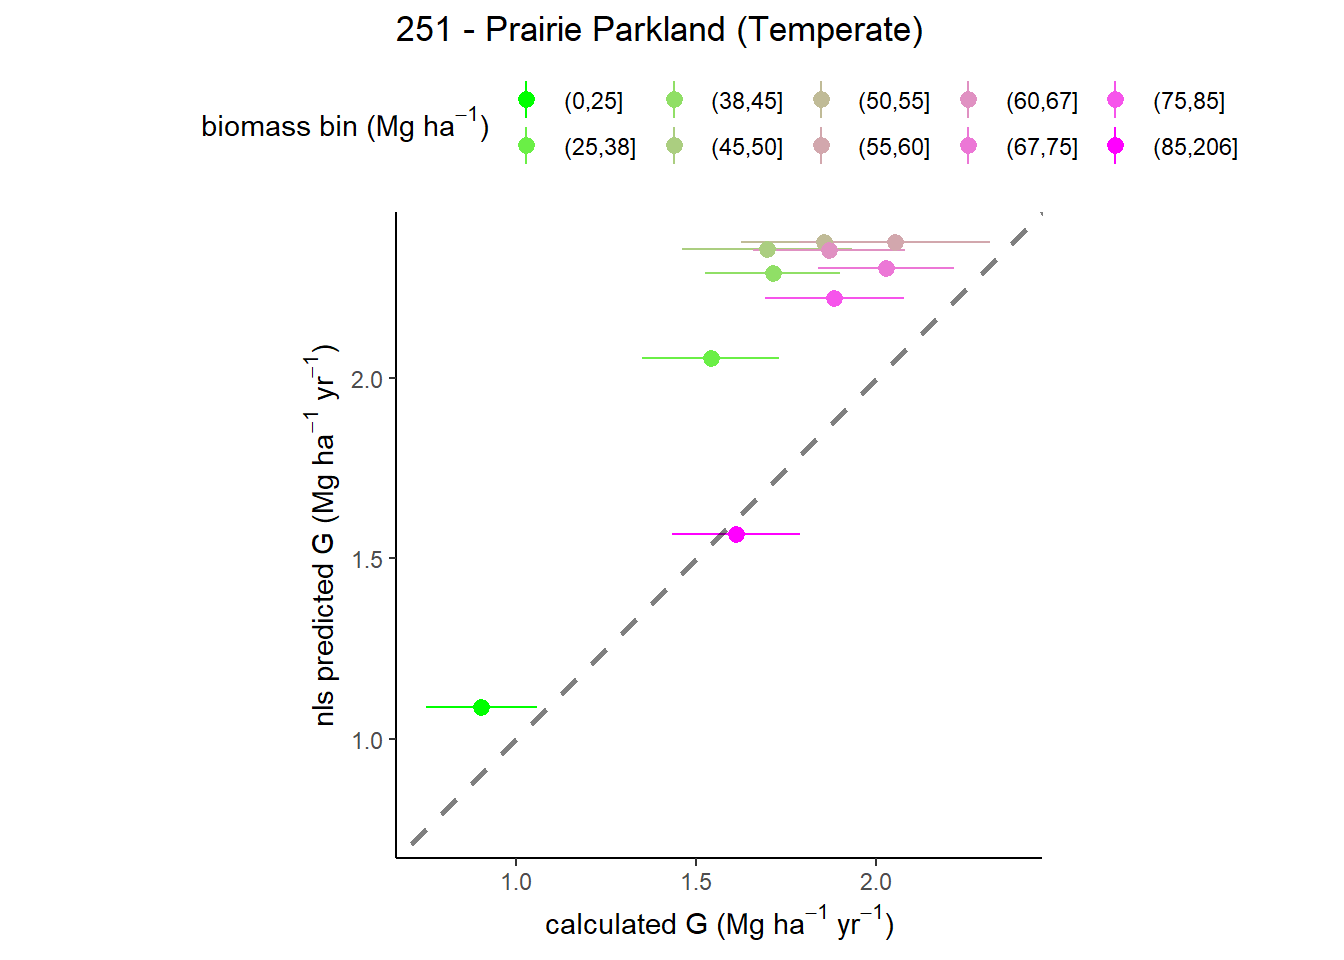 251 - Prairie Parkland (Temperate)
biomass bin (Mg ha⁻¹)
(0,25] (38,45] (50,55] (60,67] (75,85]
(25,38] (45,50] (55,60] (67,75] (85,206]
nls predicted G (Mg ha⁻¹ yr⁻¹)
2.0
1.5
1.0
1.0 1.5 2.0
calculated G (Mg ha⁻¹ yr⁻¹)